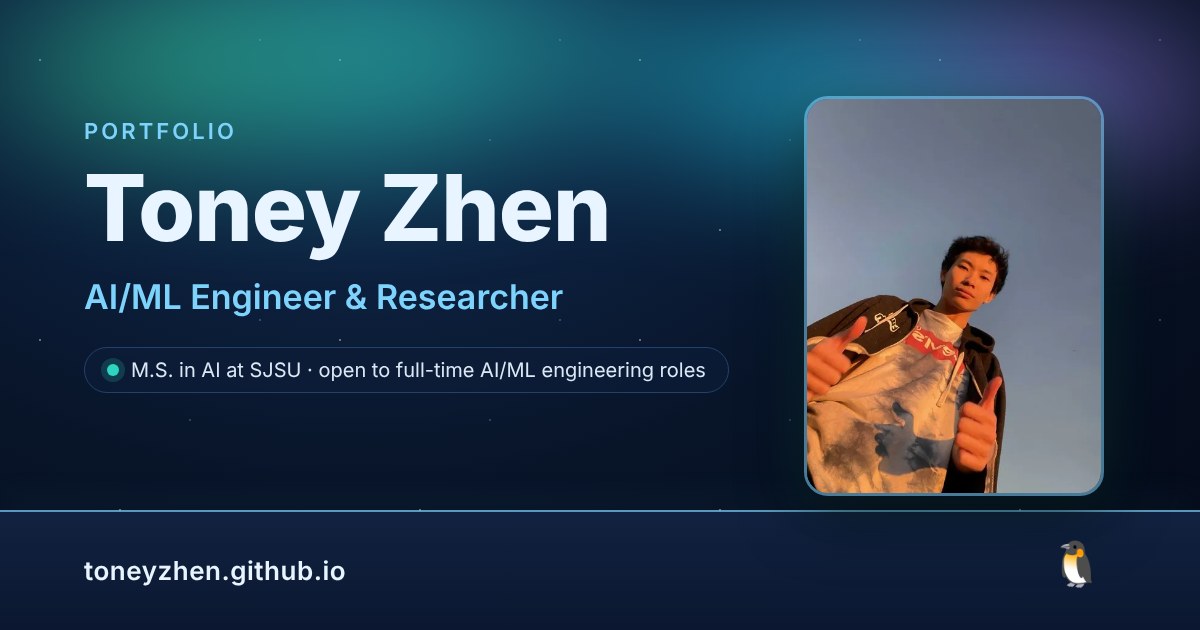 PORTFOLIO
Toney Zhen
AI/ML Engineer & Researcher
M.S. in AI at SJSU · open to full-time AI/ML engineering roles
toneyzhen.github.io